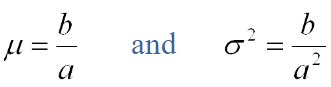 μ = b/a and σ² = b/a²